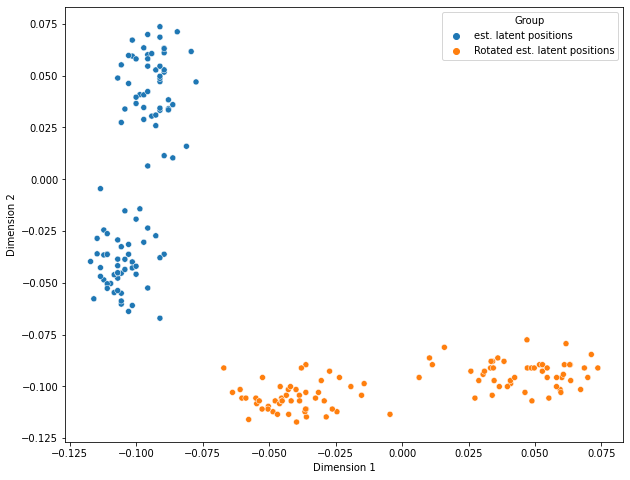 Group
est. latent positions
Rotated est. latent positions
0.075
0.050
0.025
0.000
−0.025
−0.050
−0.075
−0.100
−0.125
Dimension 2
−0.125 −0.100 −0.075 −0.050 −0.025 0.000 0.025 0.050 0.075
Dimension 1